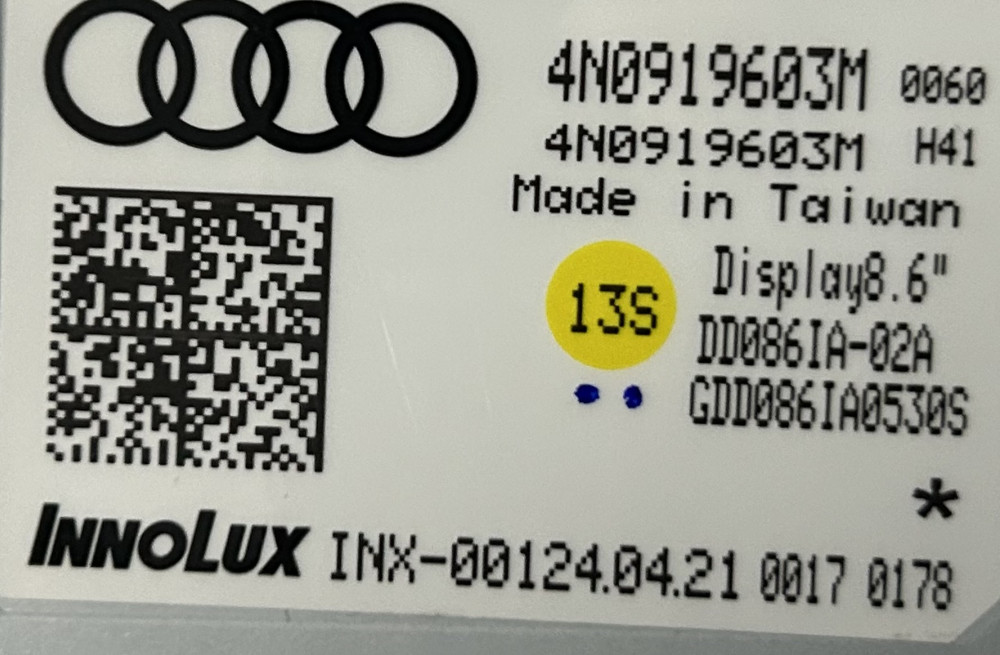 4N0919603M 0060
4N0919603M H41
Made in Taiwan
Display8.6"
13S
DD086IA-02A
GDD086IA0530S
*
INNOLUX INX-00124.04.21 0017 0178